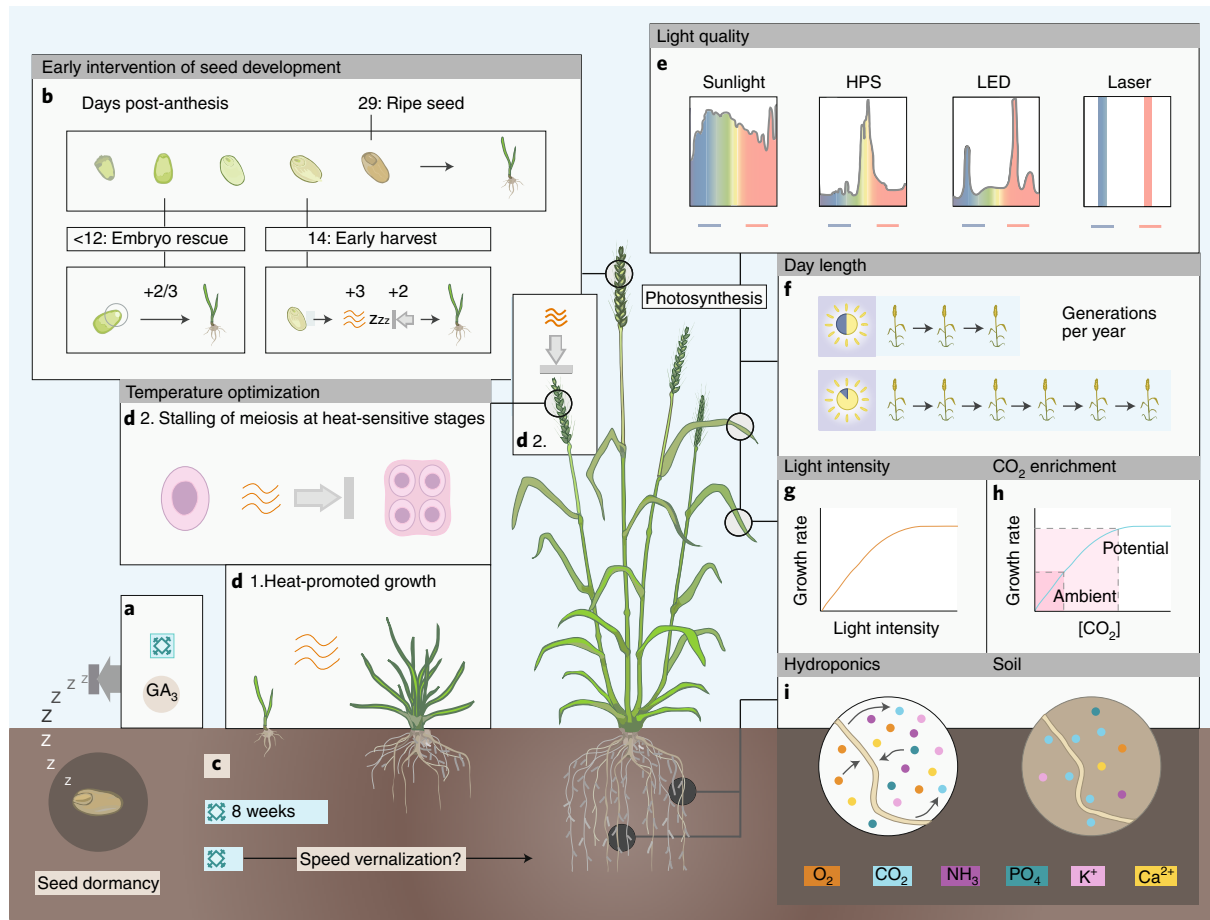 Early intervention of seed development
b
Days post-anthesis
29: Ripe seed
<12: Embryo rescue
14: Early harvest
+2/3
+3
+2
zzz
Light quality
e
Sunlight
HPS
LED
Laser
Photosynthesis
Day length
f
Generations
per year
Temperature optimization
d 2. Stalling of meiosis at heat-sensitive stages
d 2.
Light intensity
g
Growth rate
Light intensity
CO₂ enrichment
h
Growth rate
Potential
Ambient
[CO₂]
d 1.Heat-promoted growth
a
GA₃
z
z
z
z
z
z
z
Seed dormancy
c
8 weeks
Speed vernalization?
Hydroponics
Soil
i
O₂
CO₂
NH₃
PO₄
K⁺
Ca²⁺